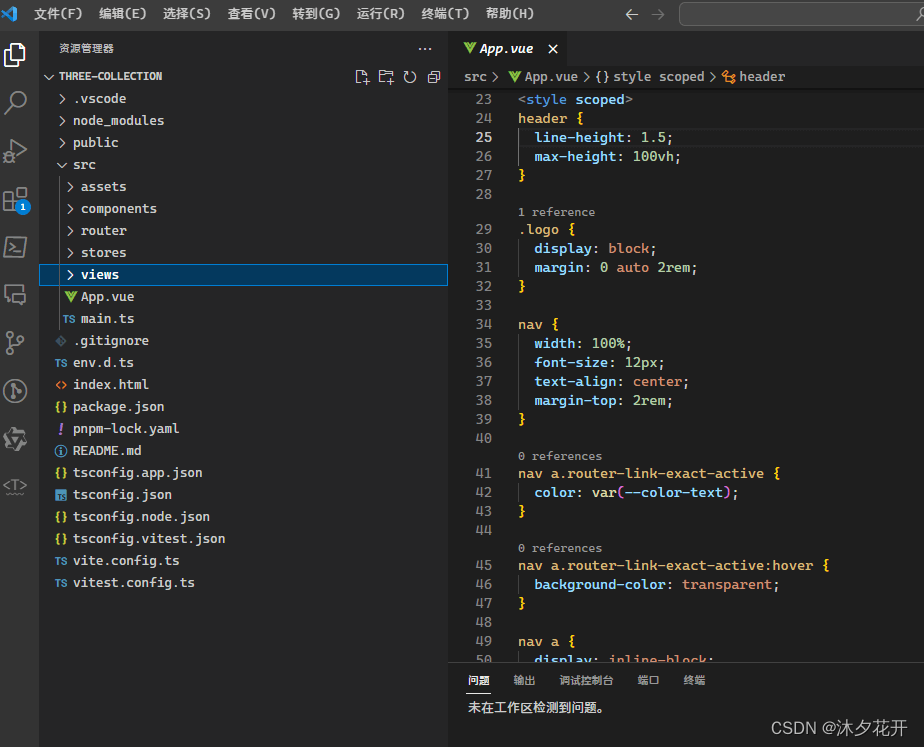 文件(F) 编辑(E) 选择(S) 查看(V) 转到(G) 运行(R) 终端(T) 帮助(H)
资源管理器
THREE-COLLECTION
.vscode
node_modules
public
src
assets
components
router
stores
views
App.vue
TS main.ts
.gitignore
TS env.d.ts
<> index.html
{} package.json
! pnpm-lock.yaml
README.md
{} tsconfig.app.json
TS tsconfig.json
{} tsconfig.node.json
{} tsconfig.vitest.json
TS vite.config.ts
TS vitest.config.ts
1
<T>
App.vue ×
src > App.vue > {} style scoped > header
23 <style scoped>
24 header {
25 line-height: 1.5;
26 max-height: 100vh;
27 }
28
1 reference
29 .logo {
30 display: block;
31 margin: 0 auto 2rem;
32 }
33
34 nav {
35 width: 100%;
36 font-size: 12px;
37 text-align: center;
38 margin-top: 2rem;
39 }
40
0 references
41 nav a.router-link-exact-active {
42 color: var(--color-text);
43 }
44
0 references
45 nav a.router-link-exact-active:hover {
46 background-color: transparent;
47 }
48
49 nav a {
50 display: inline-block;
问题 输出 调试控制台 端口 终端
未在工作区检测到问题。
CSDN @沐夕花开